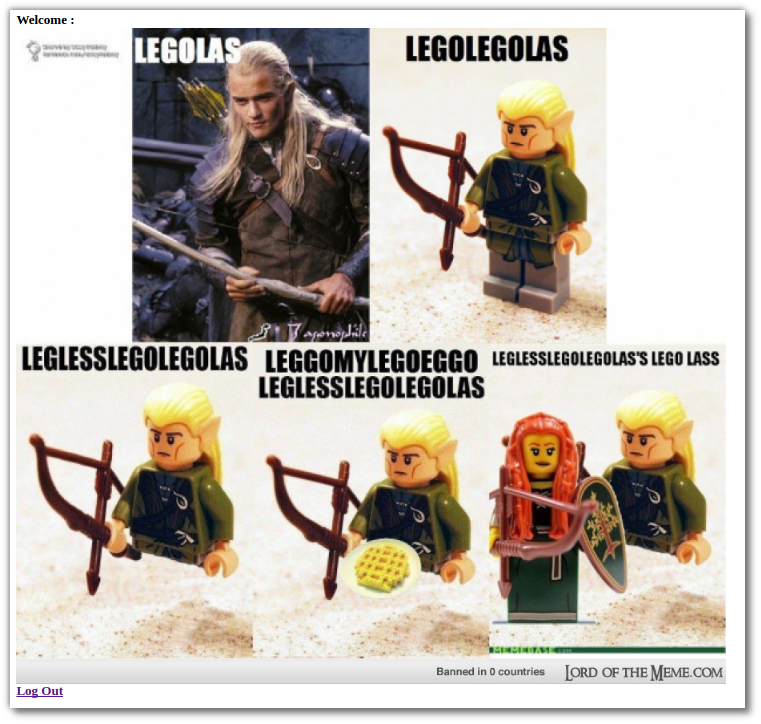 Welcome :
LEGOLAS
LEGOLEGOLAS
LEGLESSLEGOLEGOLAS
LEGGOMYLEGOEGGO
LEGLESSLEGOLEGOLAS
LEGLESSLEGOLEGOLAS'S LEGO LASS
MEMEBASE.com
Banned in 0 countries
LORD OF THE MEME.COM
Log Out